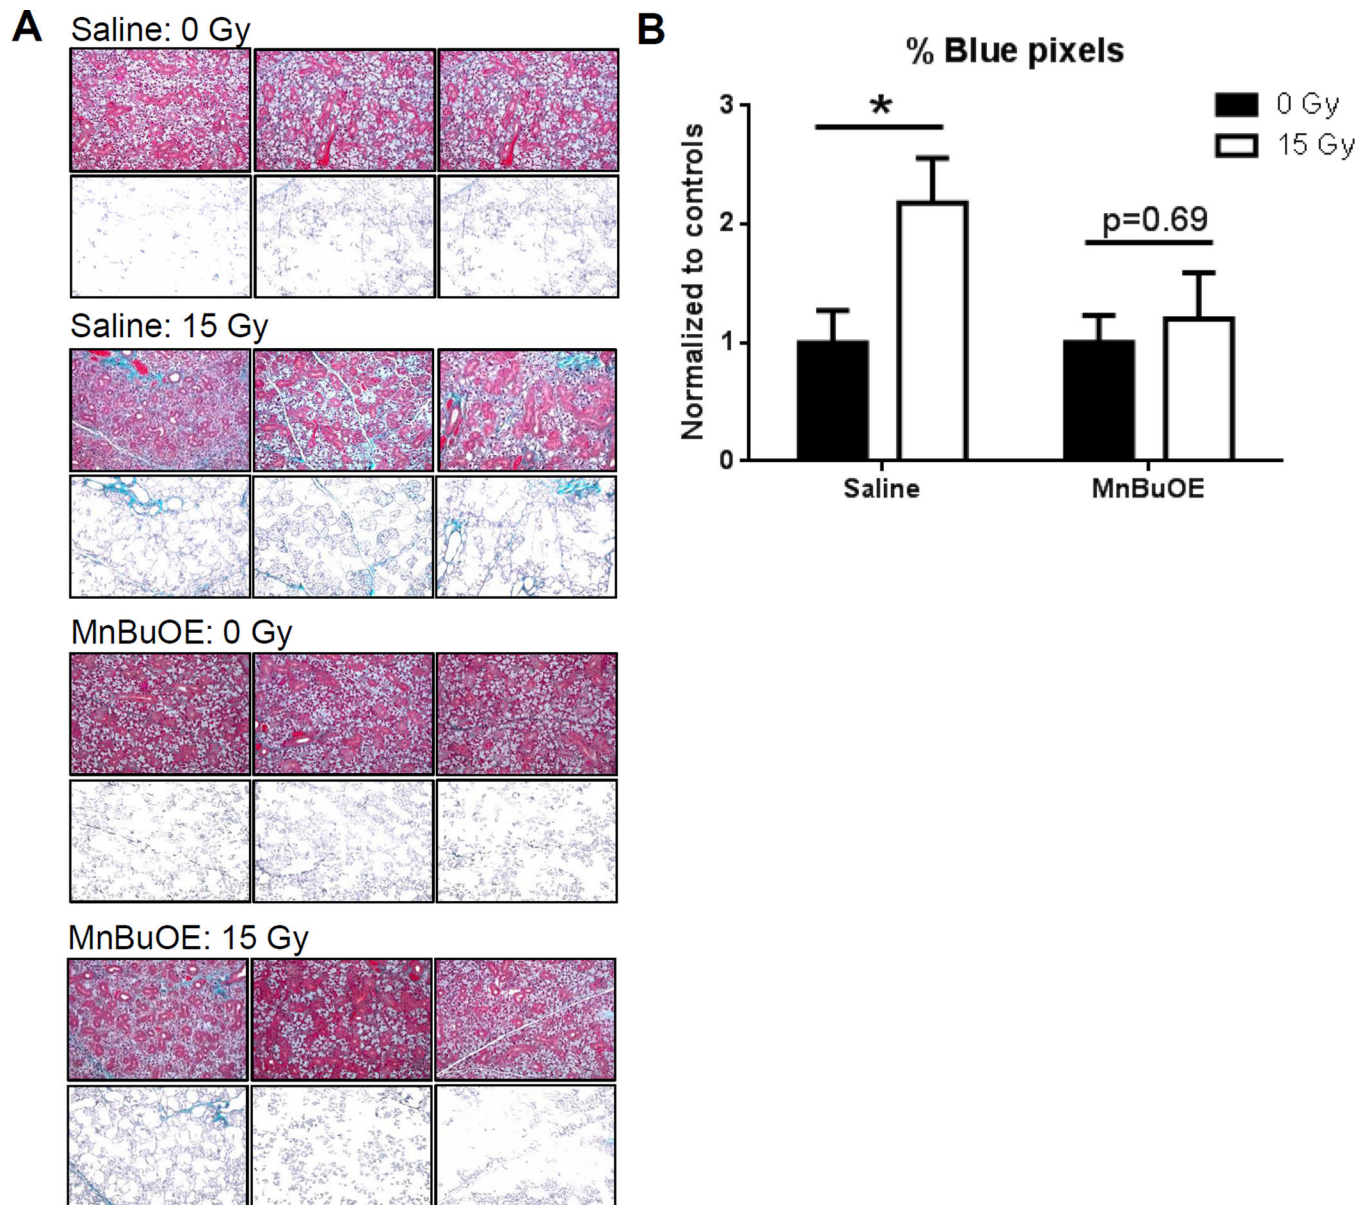 A
Saline: 0 Gy
Saline: 15 Gy
MnBuOE: 0 Gy
MnBuOE: 15 Gy
B
% Blue pixels
0 Gy
15 Gy
Normalized to controls
3
2
1
0
*
p=0.69
Saline
MnBuOE